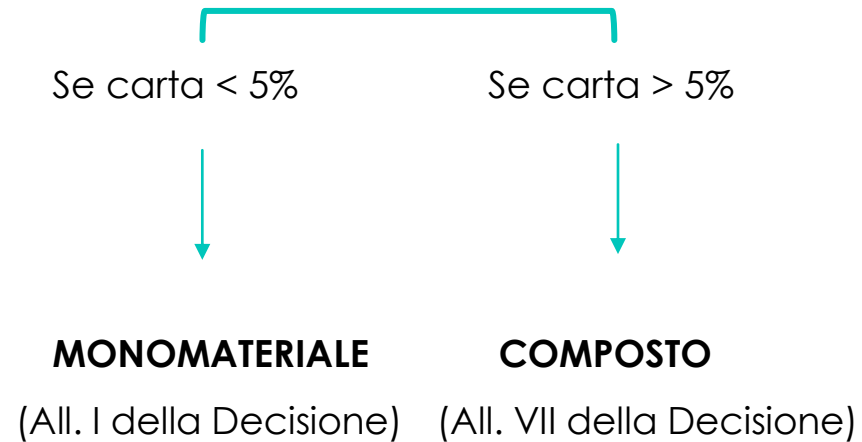 Se carta < 5%
Se carta > 5%
MONOMATERIALE
COMPOSTO
(All. I della Decisione)
(All. VII della Decisione)